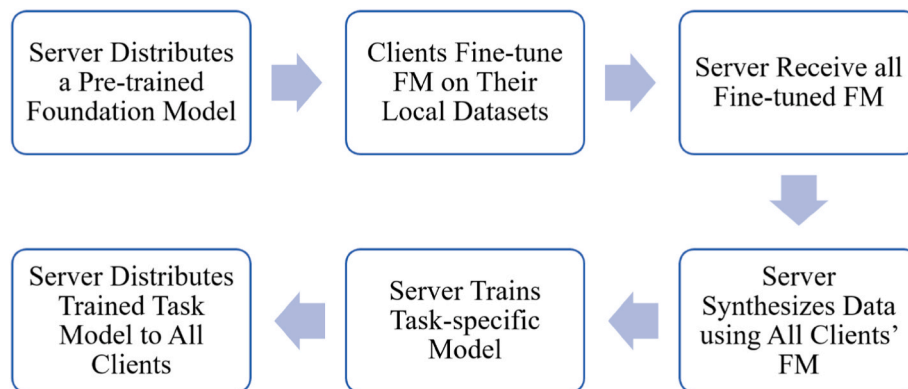 Server Distributes
a Pre-trained
Foundation Model
Clients Fine-tune
FM on Their
Local Datasets
Server Receive all
Fine-tuned FM
Server
Synthesizes Data
using All Clients’
FM
Server Trains
Task-specific
Model
Server Distributes
Trained Task
Model to All
Clients